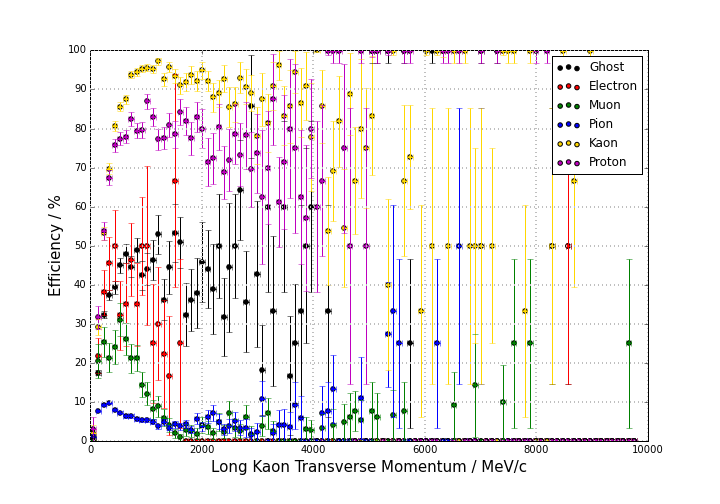 100
90
80
70
60
50
40
30
20
10
0
Efficiency / %
Ghost
Electron
Muon
Pion
Kaon
Proton
0 2000 4000 6000 8000 10000
Long Kaon Transverse Momentum / MeV/c